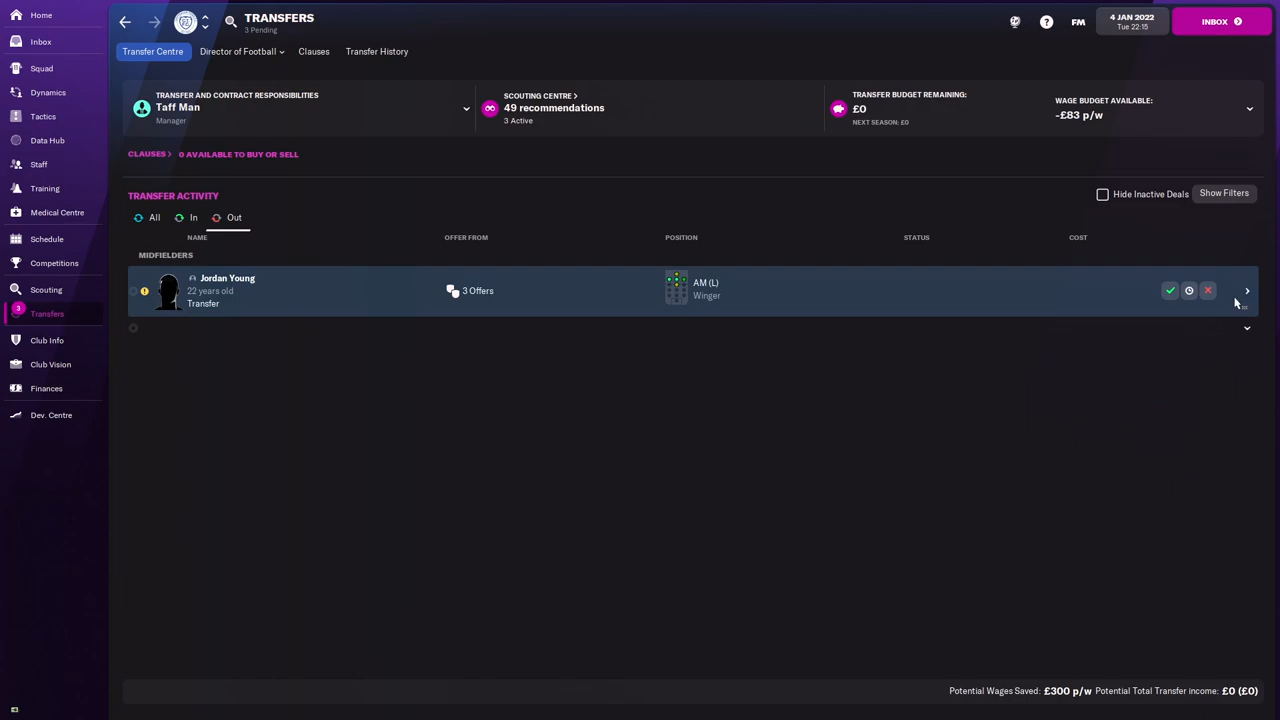 Home
Inbox
Squad
Dynamics
Tactics
Data Hub
Staff
Training
Medical Centre
Schedule
Competitions
Scouting
3
Transfers
Club Info
Club Vision
Finances
Dev. Centre
TRANSFERS
3 Pending
?
FM
4 JAN 2022
Tue 22:15
INBOX
Transfer Centre
Director of Football
Clauses
Transfer History
TRANSFER AND CONTRACT RESPONSIBILITIES
Taff Man
Manager
SCOUTING CENTRE >
49 recommendations
3 Active
TRANSFER BUDGET REMAINING:
£0
NEXT SEASON: £0
WAGE BUDGET AVAILABLE:
-£83 p/w
CLAUSES > 0 AVAILABLE TO BUY OR SELL
TRANSFER ACTIVITY
Hide Inactive Deals
Show Filters
All
In
Out
NAME
OFFER FROM
POSITION
STATUS
COST
MIDFIELDERS
Jordan Young
22 years old
Transfer
3 Offers
AM (L)
Winger
Potential Wages Saved: £300 p/w Potential Total Transfer income: £0 (£0)